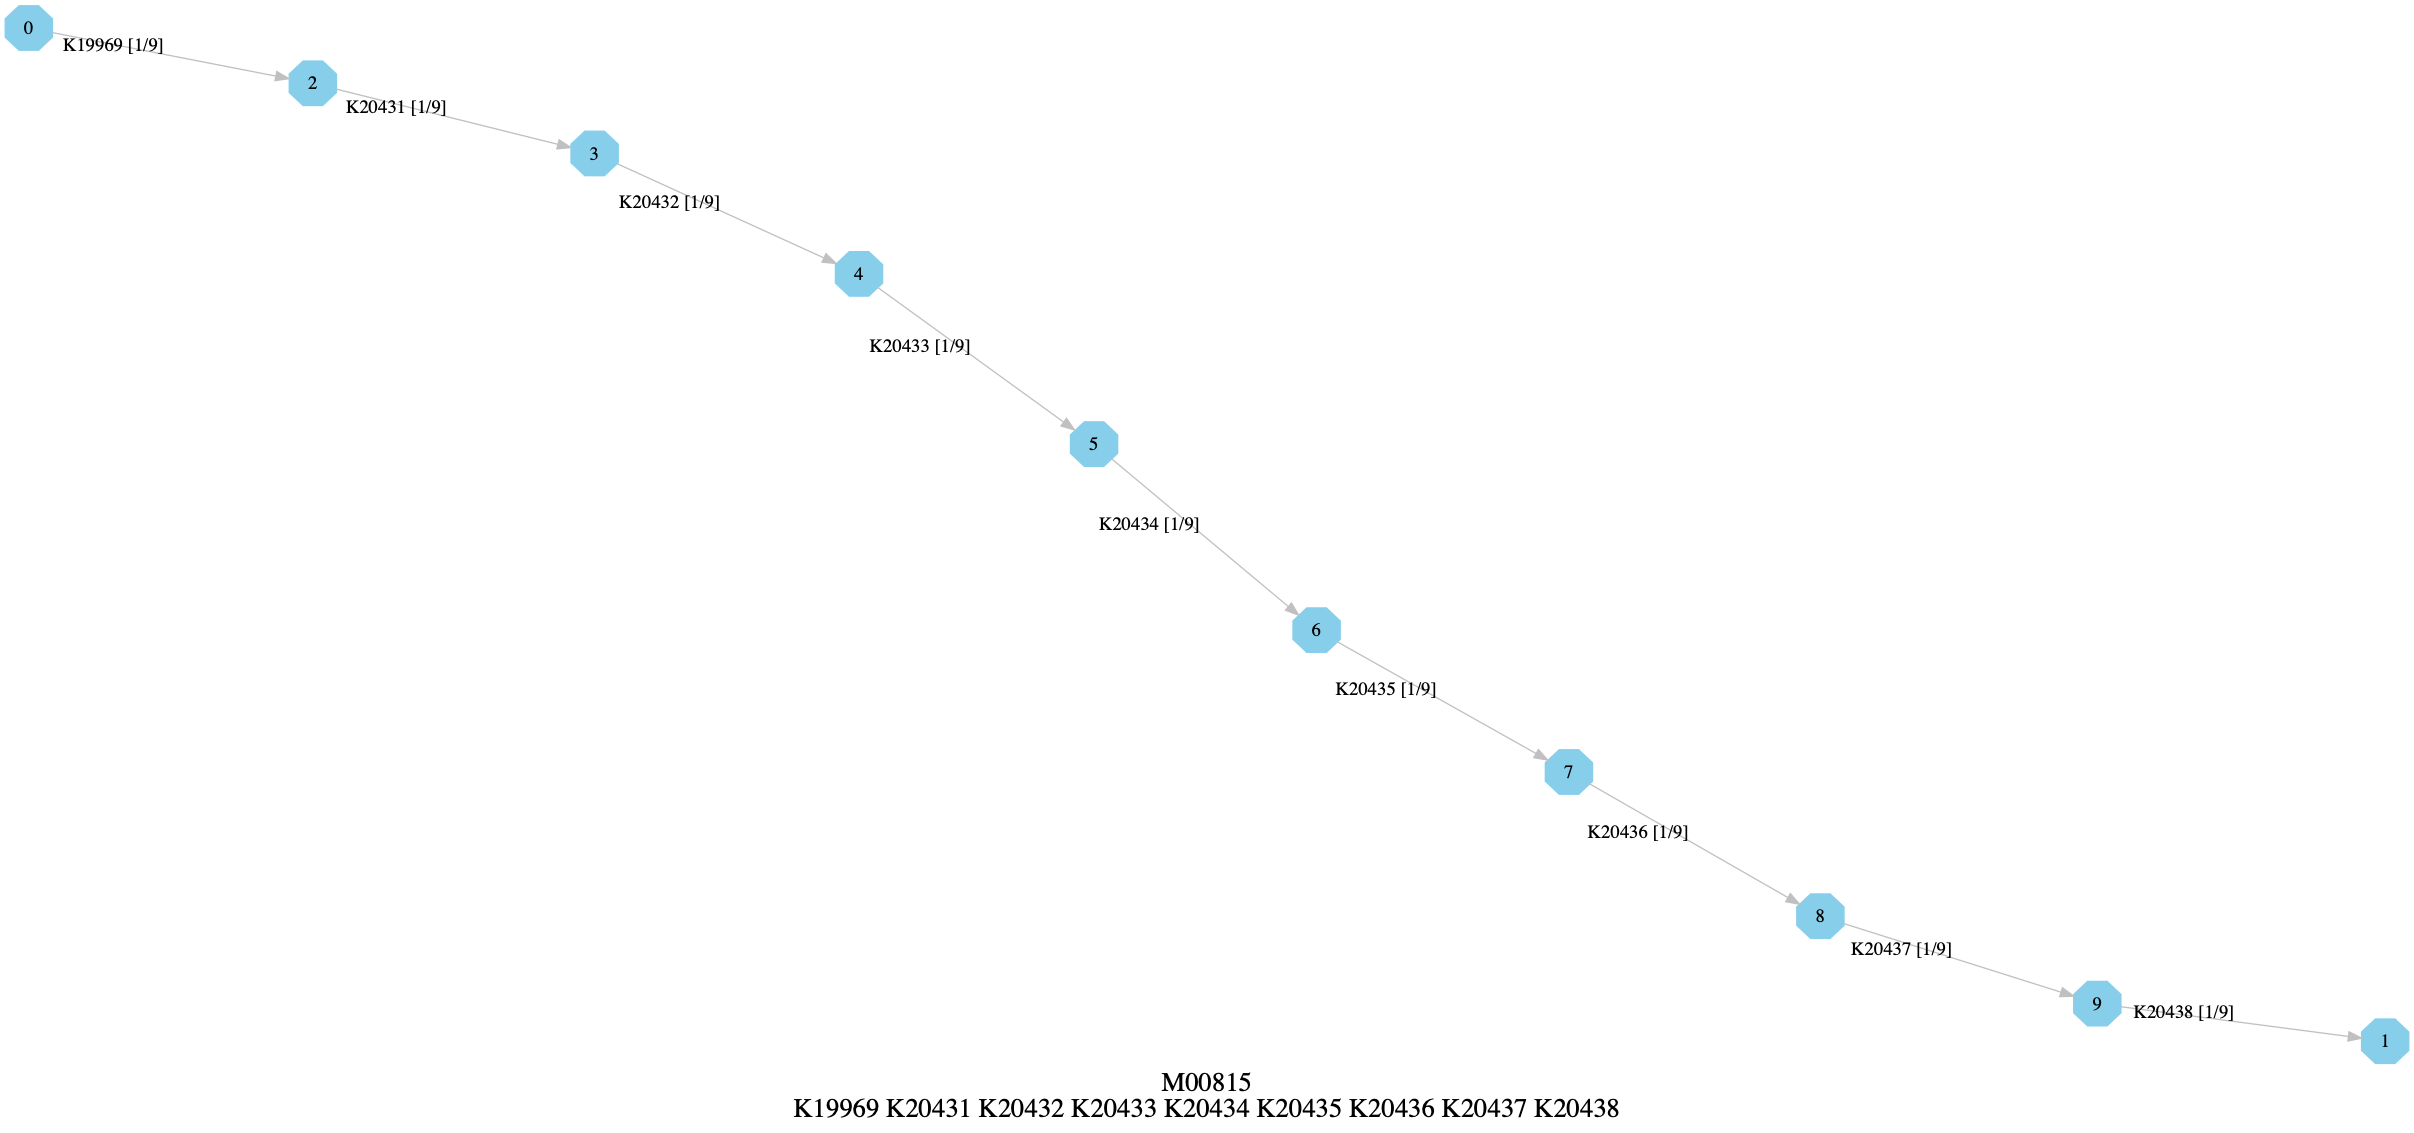 0
K19969 [1/9]
2
K20431 [1/9]
3
K20432 [1/9]
4
K20433 [1/9]
5
K20434 [1/9]
6
K20435 [1/9]
7
K20436 [1/9]
8
K20437 [1/9]
9
K20438 [1/9]
1
M00815
K19969 K20431 K20432 K20433 K20434 K20435 K20436 K20437 K20438